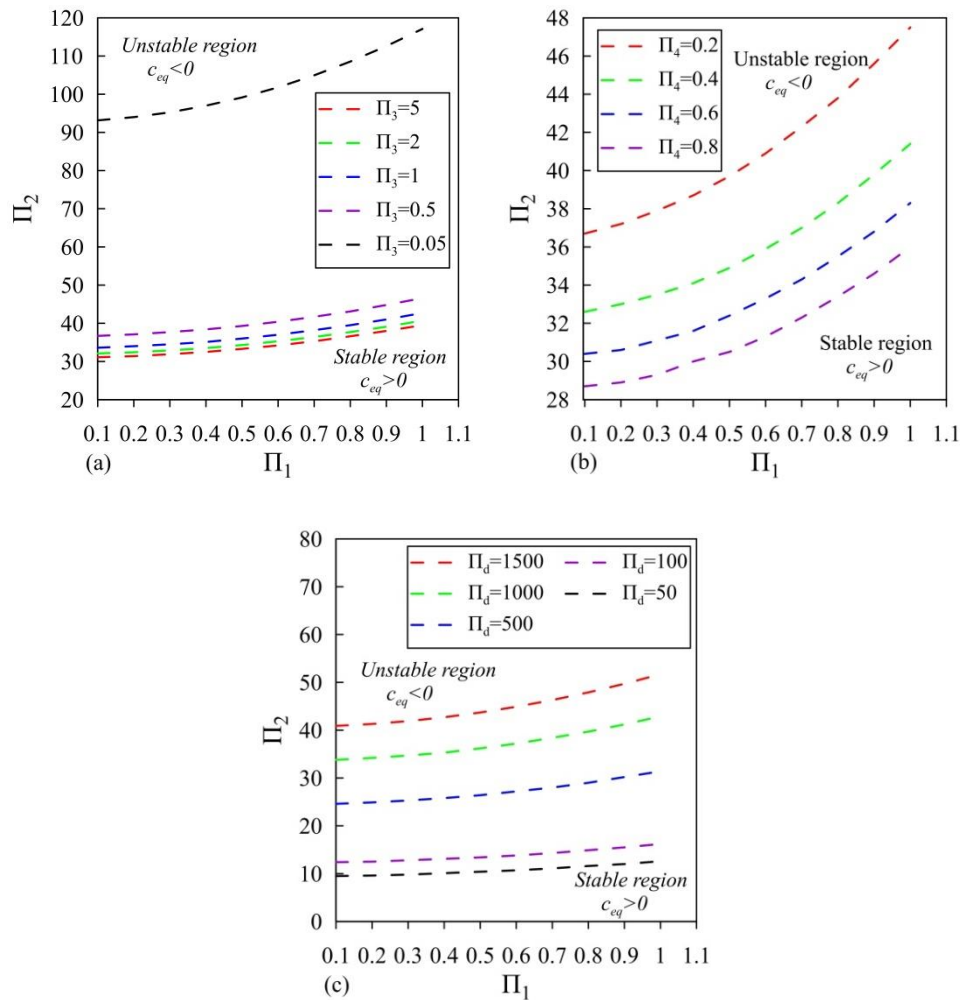 120
110
100
90
80
70
60
50
40
30
20
Π₂
Unstable region
c_eq<0
Π₃=5
Π₃=2
Π₃=1
Π₃=0.5
Π₃=0.05
Stable region
c_eq>0
0.1 0.2 0.3 0.4 0.5 0.6 0.7 0.8 0.9 1 1.1
(a) Π₁
48
46
44
42
40
38
36
34
32
30
28
Π₂
Π₄=0.2
Π₄=0.4
Π₄=0.6
Π₄=0.8
Unstable region
c_eq<0
Stable region
c_eq>0
0.1 0.2 0.3 0.4 0.5 0.6 0.7 0.8 0.9 1 1.1
(b) Π₁
80
70
60
50
40
30
20
10
0
Π₂
Π_d=1500 Π_d=100
Π_d=1000 Π_d=50
Π_d=500
Unstable region
c_eq<0
Stable region
c_eq>0
0.1 0.2 0.3 0.4 0.5 0.6 0.7 0.8 0.9 1 1.1
(c) Π₁